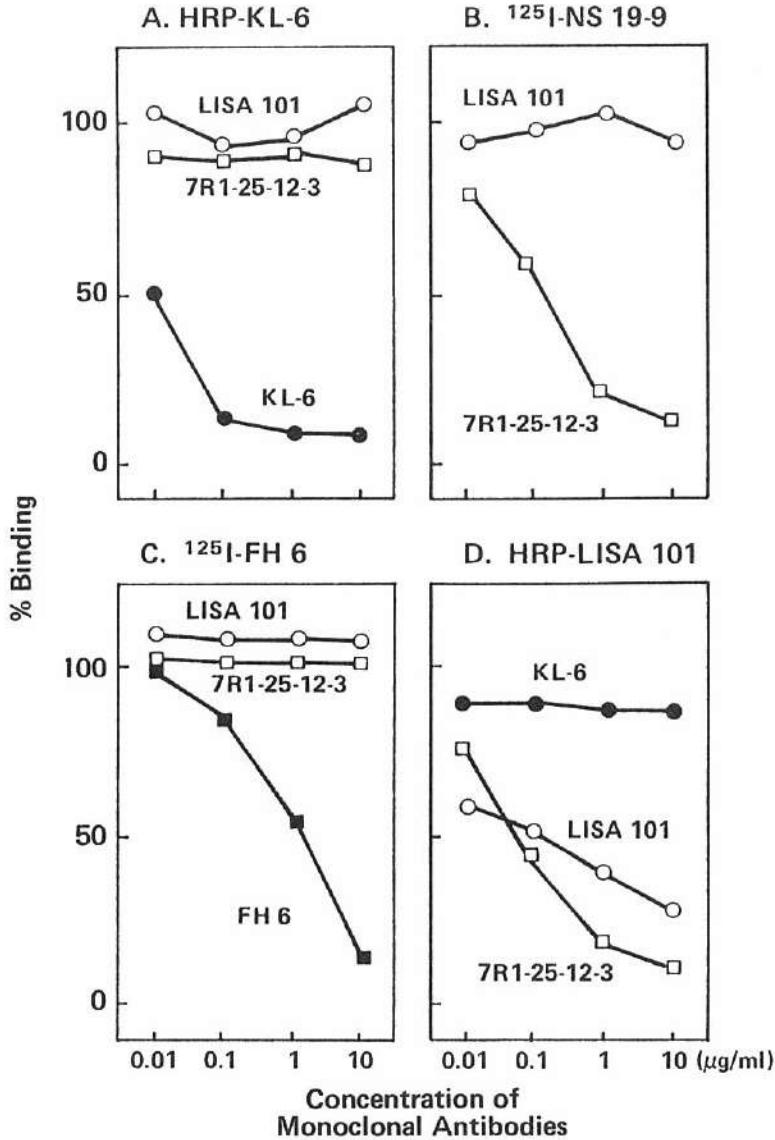 A. HRP-KL-6
B. ¹²⁵I-NS 19-9
LISA 101
7R1-25-12-3
KL-6
100
50
0
LISA 101
7R1-25-12-3
% Binding
C. ¹²⁵I-FH 6
D. HRP-LISA 101
LISA 101
7R1-25-12-3
FH 6
100
50
0
KL-6
LISA 101
7R1-25-12-3
0.01 0.1 1 10 0.01 0.1 1 10 (μg/ml)
Concentration of
Monoclonal Antibodies